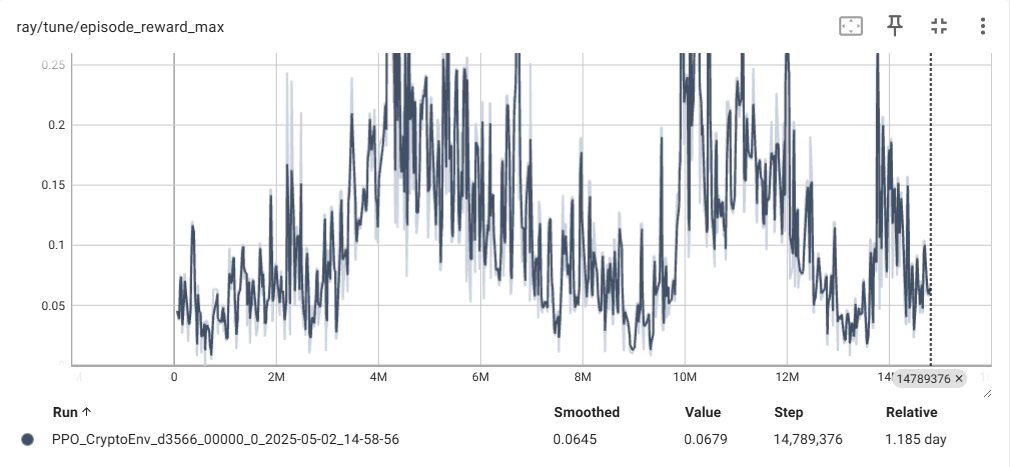 ray/tune/episode_reward_max
0.25
0.2
0.15
0.1
0.05
0
0 2M 4M 6M 8M 10M 12M 14
14789376 ×
Run ↑ Smoothed Value Step Relative
PPO_CryptoEnv_d3566_00000_0_2025-05-02_14-58-56 0.0645 0.0679 14,789,376 1.185 day